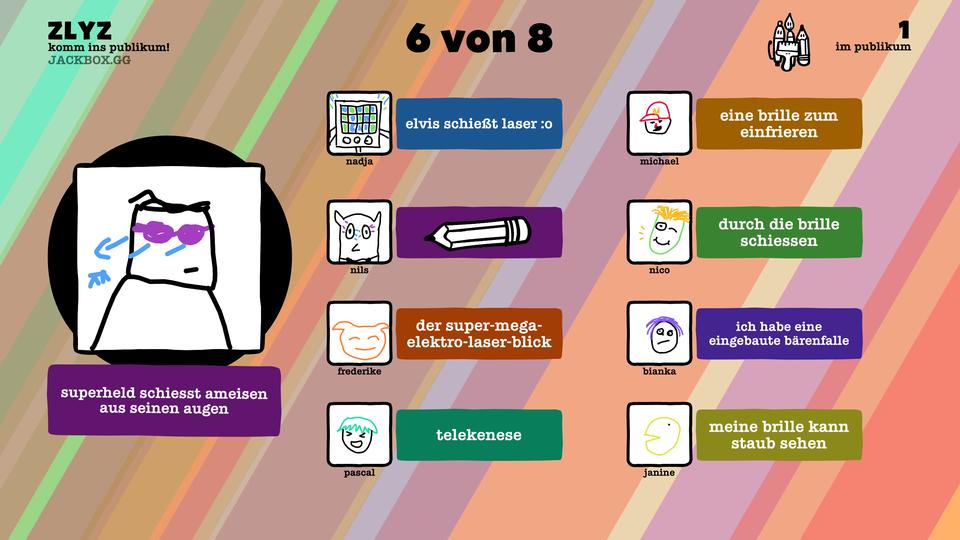 ZLYZ
komm ins publikum!
JACKBOX.GG
6 von 8
1
im publikum
superheld schiesst ameisen
aus seinen augen
elvis schießt laser :o
nadja
nils
der super-mega-
elektro-laser-blick
frederike
telekenese
pascal
eine brille zum
einfrieren
michael
durch die brille
schiessen
nico
ich habe eine
eingebaute bärenfalle
bianka
meine brille kann
staub sehen
janine